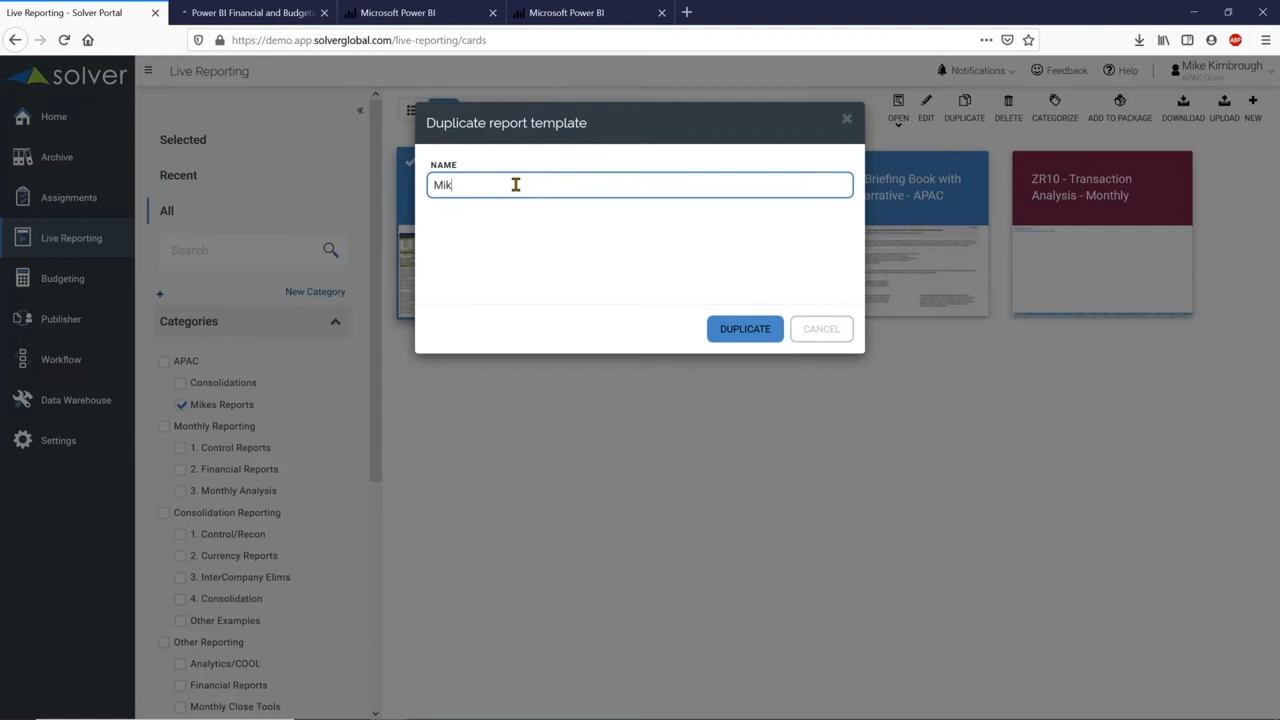 Live Reporting - Solver Portal
Power BI Financial and Budget
Microsoft Power BI
Microsoft Power BI
https://demo.app.solverglobal.com/live-reporting/cards
ABP
solver
Live Reporting
Notifications
Feedback
Help
Mike Kimbrough
Home
Archive
Assignments
Live Reporting
Budgeting
Publisher
Workflow
Data Warehouse
Settings
Selected
Recent
All
Search
New Category
Categories
APAC
Consolidations
Mikes Reports
Monthly Reporting
1. Control Reports
2. Financial Reports
3. Monthly Analysis
Consolidation Reporting
1. Control/Recon
2. Currency Reports
3. InterCompany Elims
4. Consolidation
Other Examples
Other Reporting
Analytics/COOL
Financial Reports
Monthly Close Tools
OPEN
EDIT
DUPLICATE
DELETE
CATEGORIZE
ADD TO PACKAGE
DOWNLOAD
UPLOAD
NEW
Duplicate report template
NAME
Mik
DUPLICATE
CANCEL
Briefing Book with
rrative - APAC
ZR10 - Transaction
Analysis - Monthly